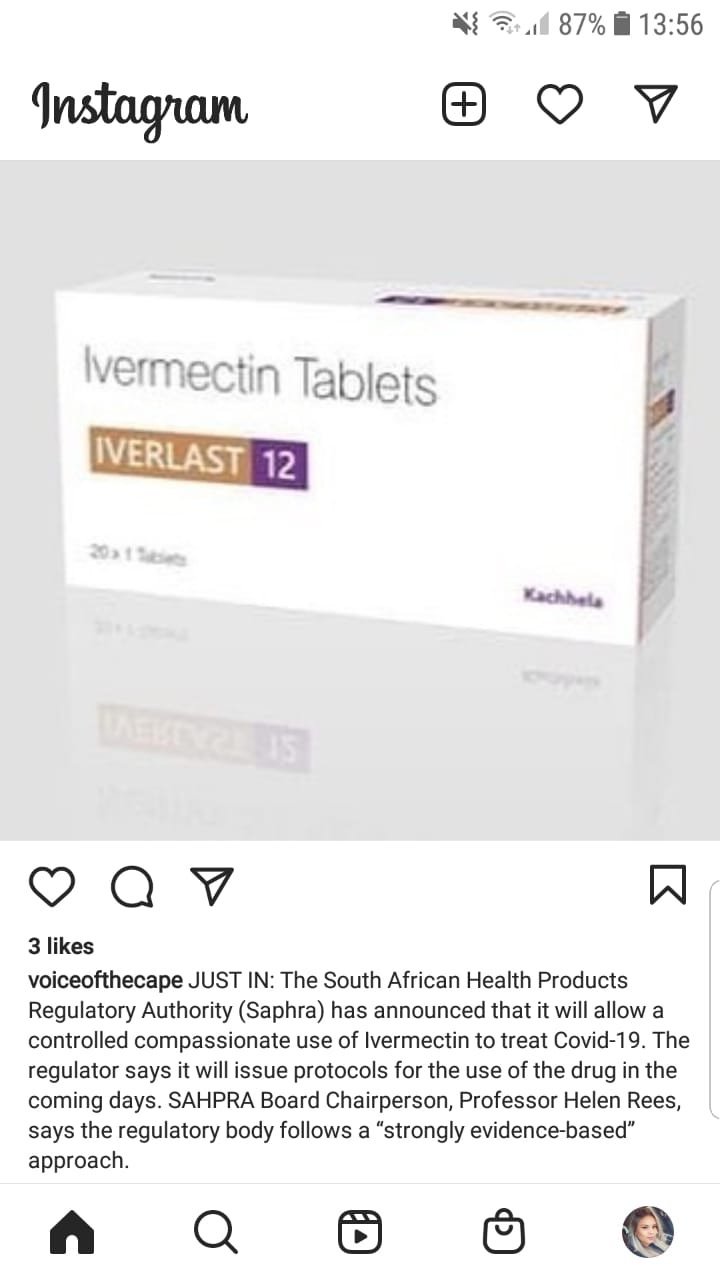 87% 13:56
Instagram
Ivermectin Tablets
IVERLAST 12
20 x 1 Tablets
Kachhela
3 likes
voiceofthecape JUST IN: The South African Health Products
Regulatory Authority (Saphra) has announced that it will allow a
controlled compassionate use of Ivermectin to treat Covid-19. The
regulator says it will issue protocols for the use of the drug in the
coming days. SAHPRA Board Chairperson, Professor Helen Rees,
says the regulatory body follows a “strongly evidence-based”
approach.